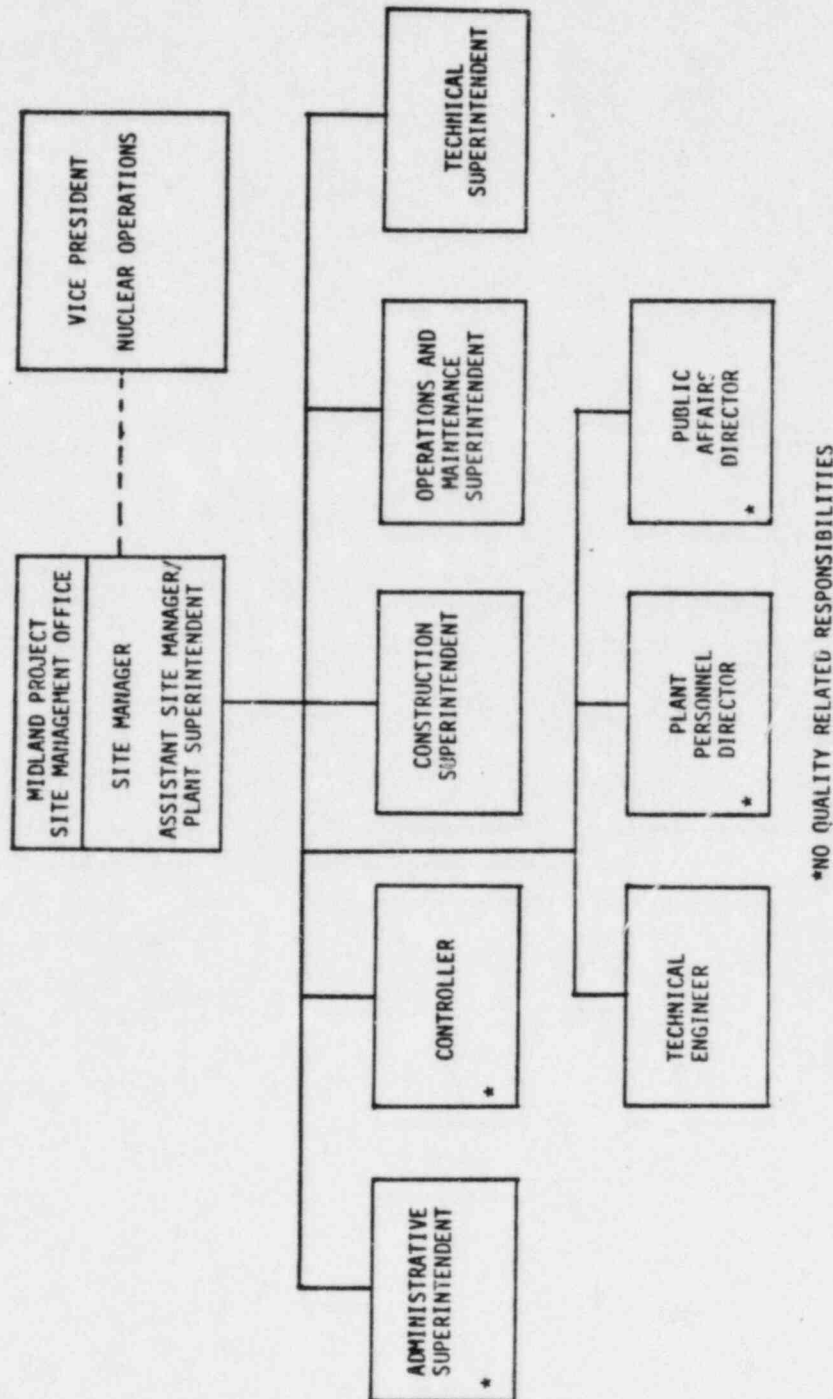 MIDLAND PROJECT
SITE MANAGEMENT OFFICE
SITE MANAGER
ASSISTANT SITE MANAGER/
PLANT SUPERINTENDENT
VICE PRESIDENT
NUCLEAR OPERATIONS
ADMINISTRATIVE
SUPERINTENDENT
*
CONTROLLER
*
CONSTRUCTION
SUPERINTENDENT
OPERATIONS AND
MAINTENANCE
SUPERINTENDENT
TECHNICAL
SUPERINTENDENT
TECHNICAL
ENGINEER
PLANT
PERSONNEL
DIRECTOR
*
PUBLIC
AFFAIRS
DIRECTOR
*
*NO QUALITY RELATED RESPONSIBILITIES